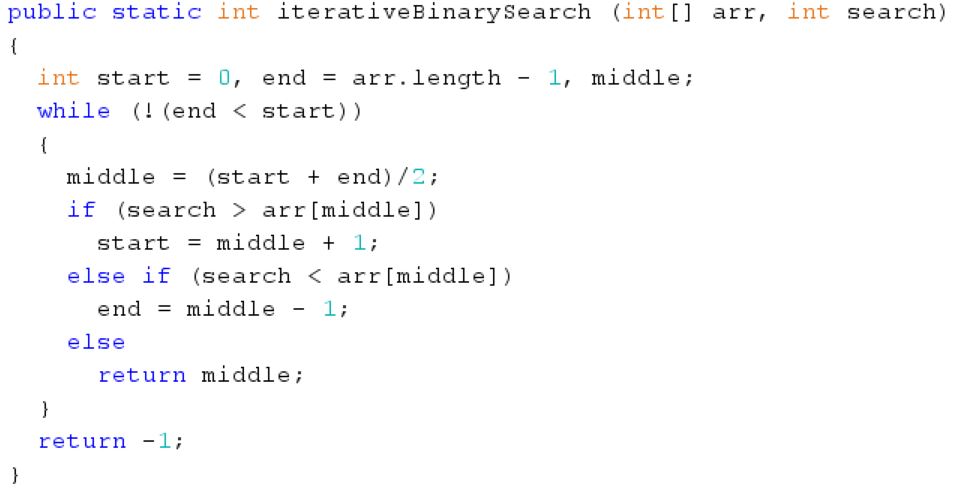 public static int iterativeBinarySearch (int[] arr, int search)
{
  int start = 0, end = arr.length - 1, middle;
  while (!(end < start))
  {
    middle = (start + end)/2;
    if (search > arr[middle])
      start = middle + 1;
    else if (search < arr[middle])
      end = middle - 1;
    else
      return middle;
  }
  return -1;
}